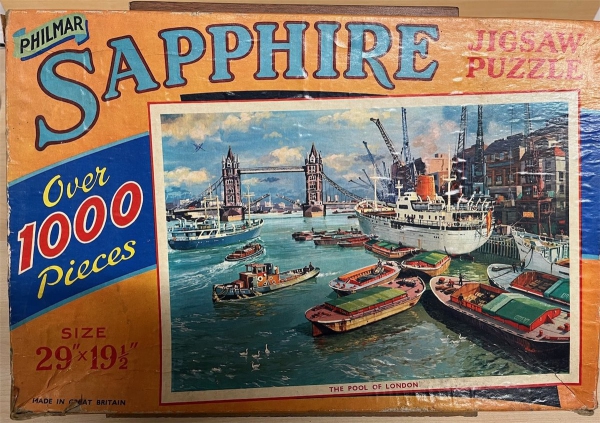 PHILMAR
SAPPHIRE
JIGSAW
PUZZLE
Over
1000
Pieces
SIZE
29"x19½"
THE POOL OF LONDON
MADE IN GREAT BRITAIN